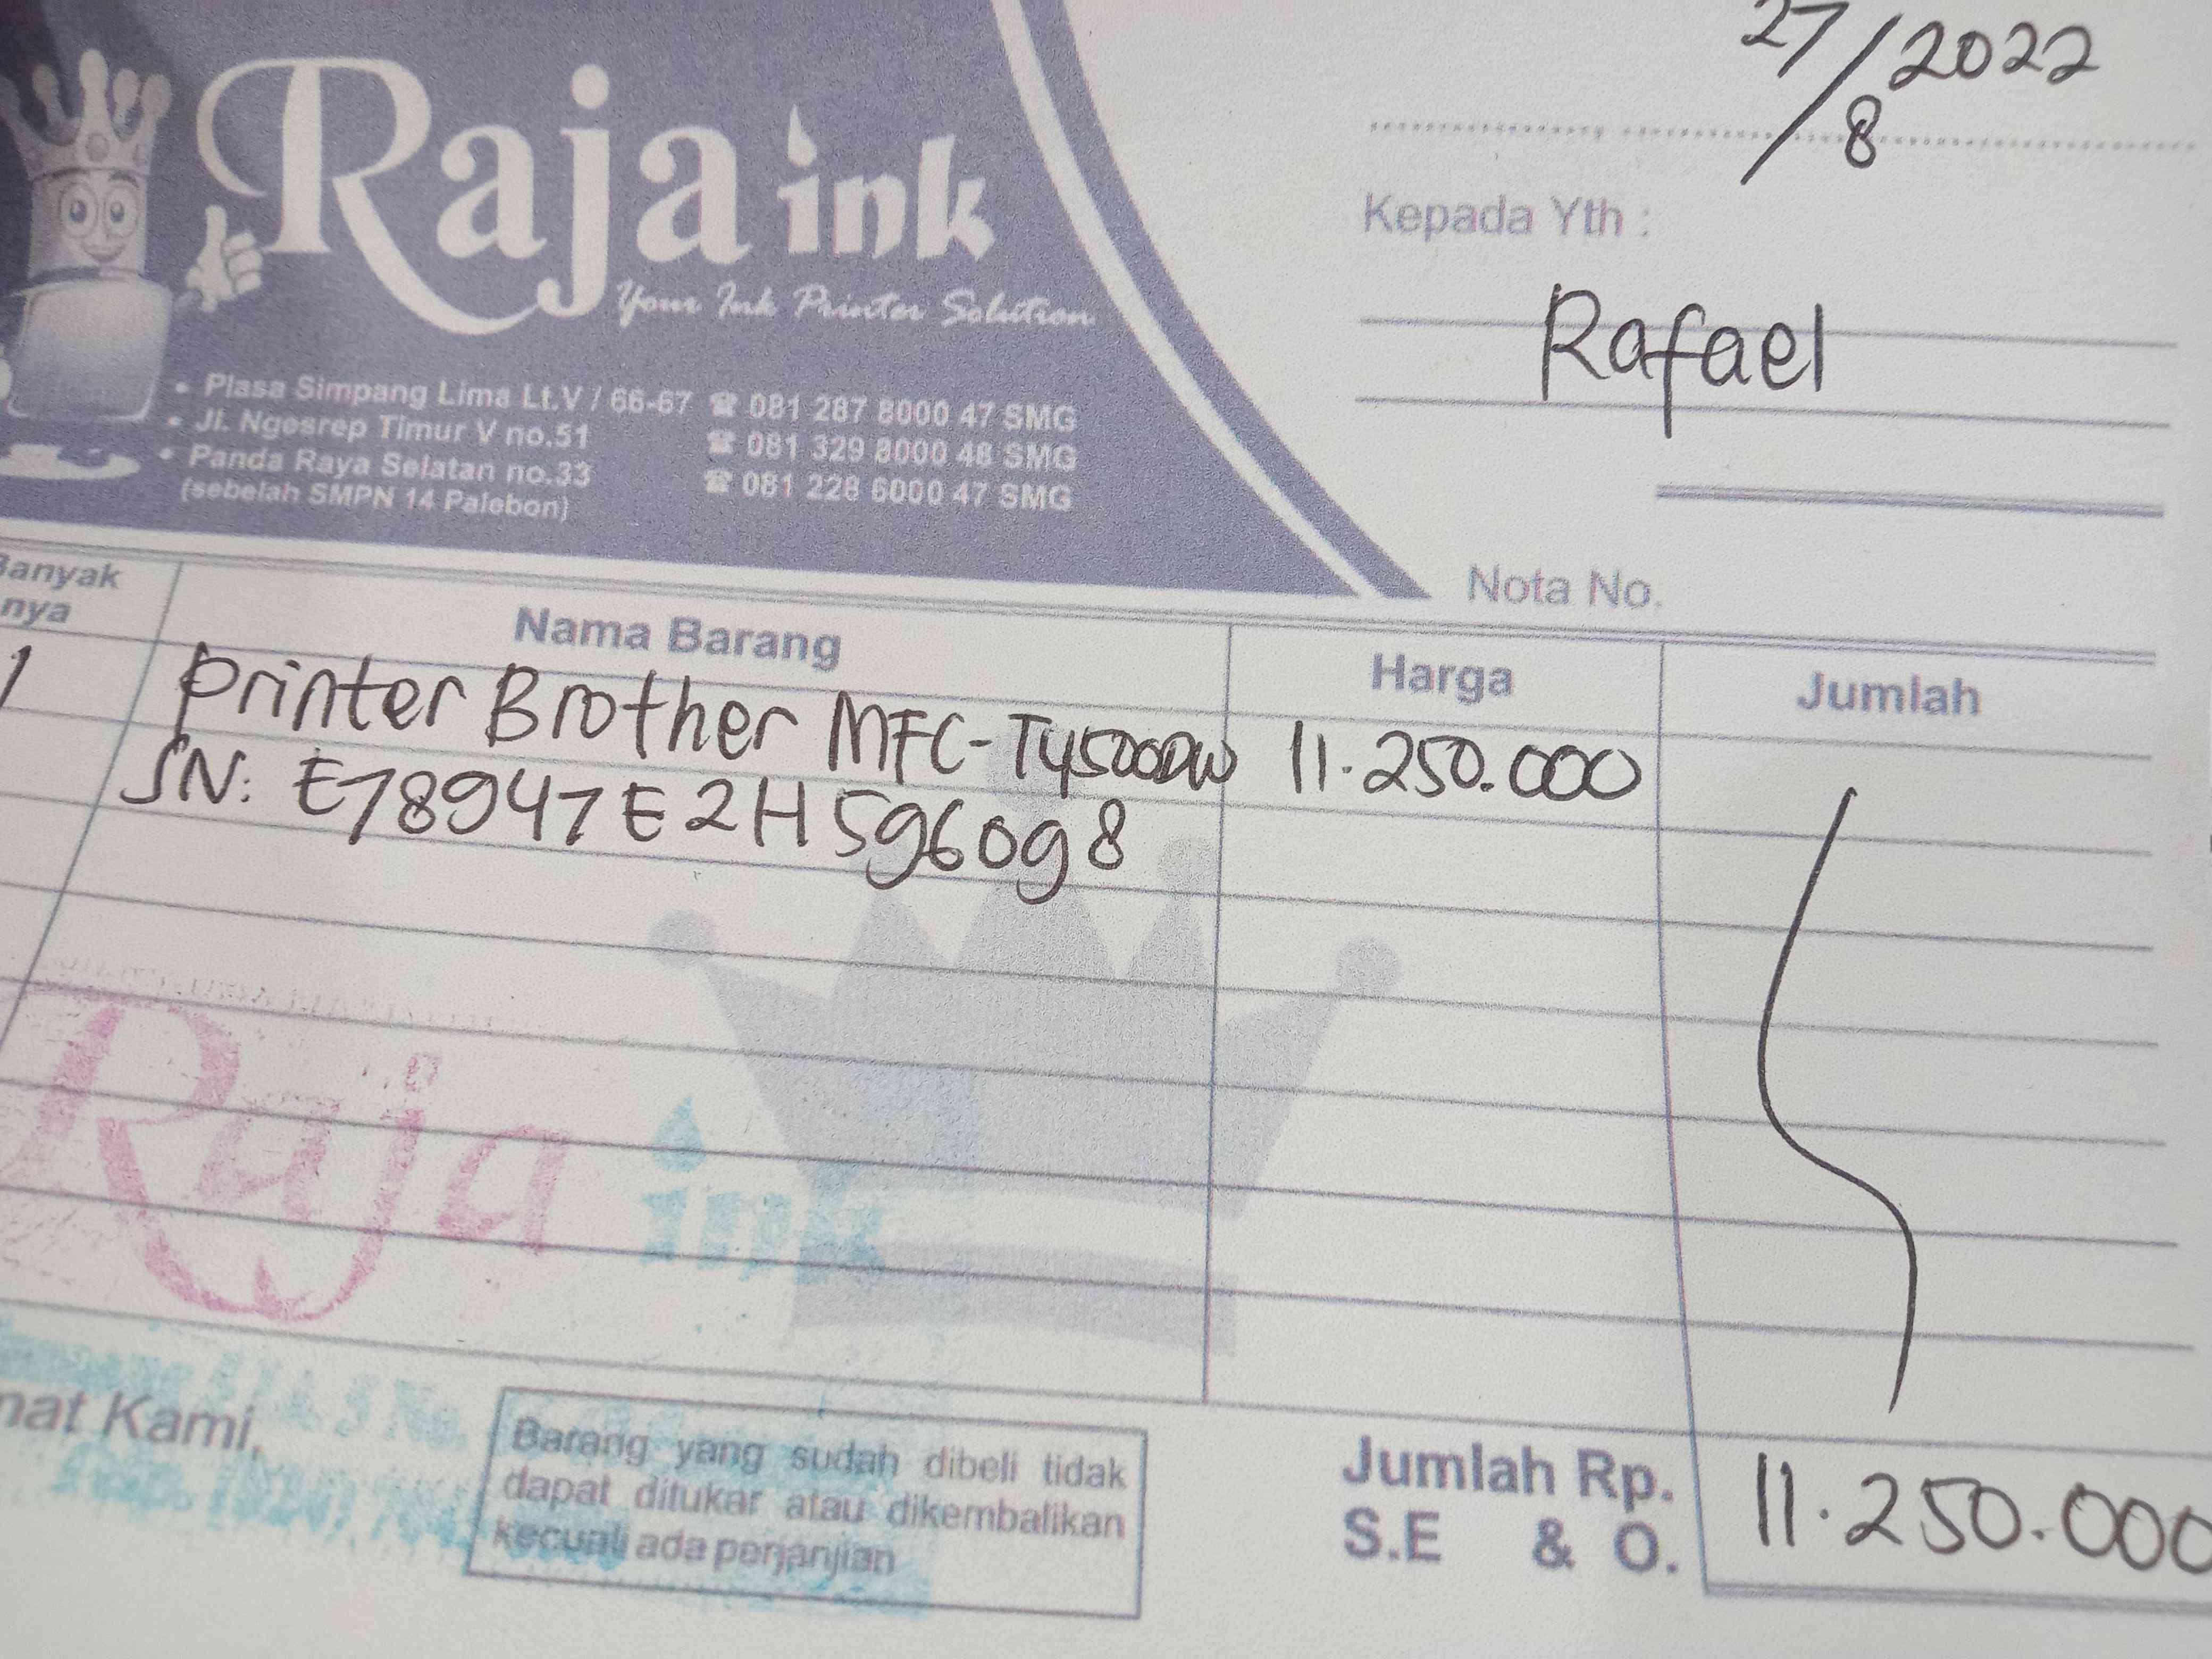 27/8 2022
Raja ink
Your Ink Printer Solution
Kepada Yth :
Rafael
• Plasa Simpang Lima Lt.V / 66-67 ☎ 081 287 8000 47 SMG
• Jl. Ngesrep Timur V no.51 ☎ 081 329 8000 48 SMG
• Panda Raya Selatan no.33 ☎ 081 228 6000 47 SMG
(sebelah SMPN 14 Palebon)
Nota No.
Banyak
nya
Nama Barang
Harga
Jumlah
1 Printer Brother MFC-T4500DW 11.250.000
SN: E78947E2H596098
Raja ink
mat Kami,
Barang yang sudah dibeli tidak
dapat ditukar atau dikembalikan
kecuali ada perjanjian
Jumlah Rp. 11.250.000
S.E & O.